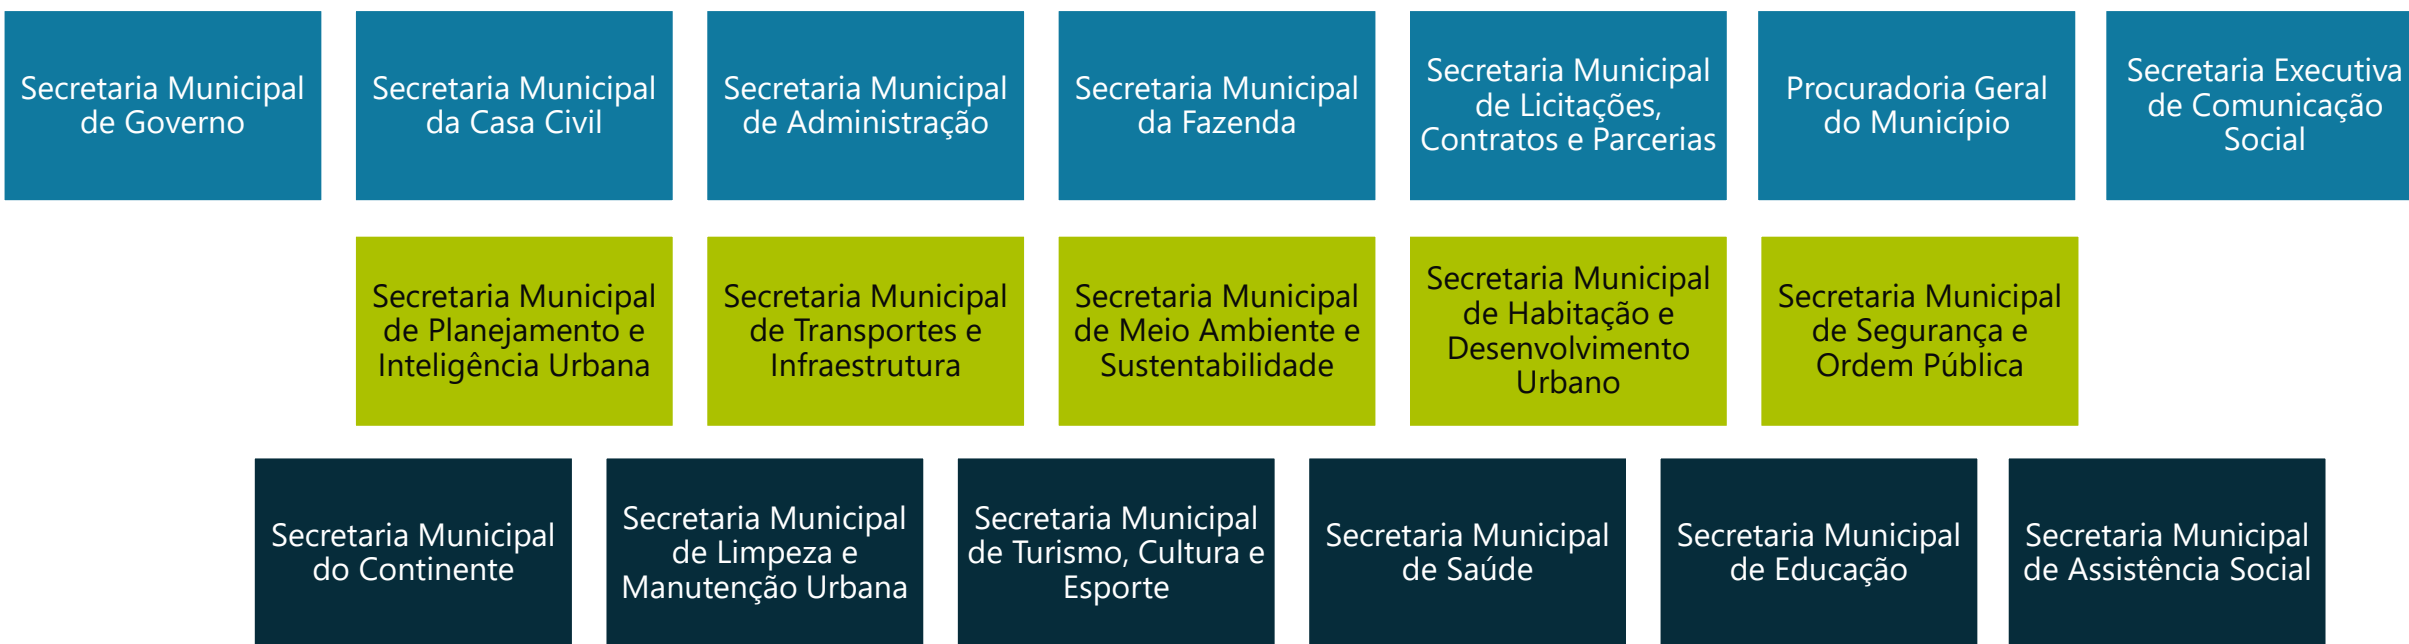 Secretaria Municipal
de Governo
Secretaria Municipal
da Casa Civil
Secretaria Municipal
de Administração
Secretaria Municipal
da Fazenda
Secretaria Municipal
de Licitações,
Contratos e Parcerias
Procuradoria Geral
do Município
Secretaria Executiva
de Comunicação
Social
Secretaria Municipal
de Planejamento e
Inteligência Urbana
Secretaria Municipal
de Transportes e
Infraestrutura
Secretaria Municipal
de Meio Ambiente e
Sustentabilidade
Secretaria Municipal
de Habitação e
Desenvolvimento
Urbano
Secretaria Municipal
de Segurança e
Ordem Pública
Secretaria Municipal
do Continente
Secretaria Municipal
de Limpeza e
Manutenção Urbana
Secretaria Municipal
de Turismo, Cultura e
Esporte
Secretaria Municipal
de Saúde
Secretaria Municipal
de Educação
Secretaria Municipal
de Assistência Social